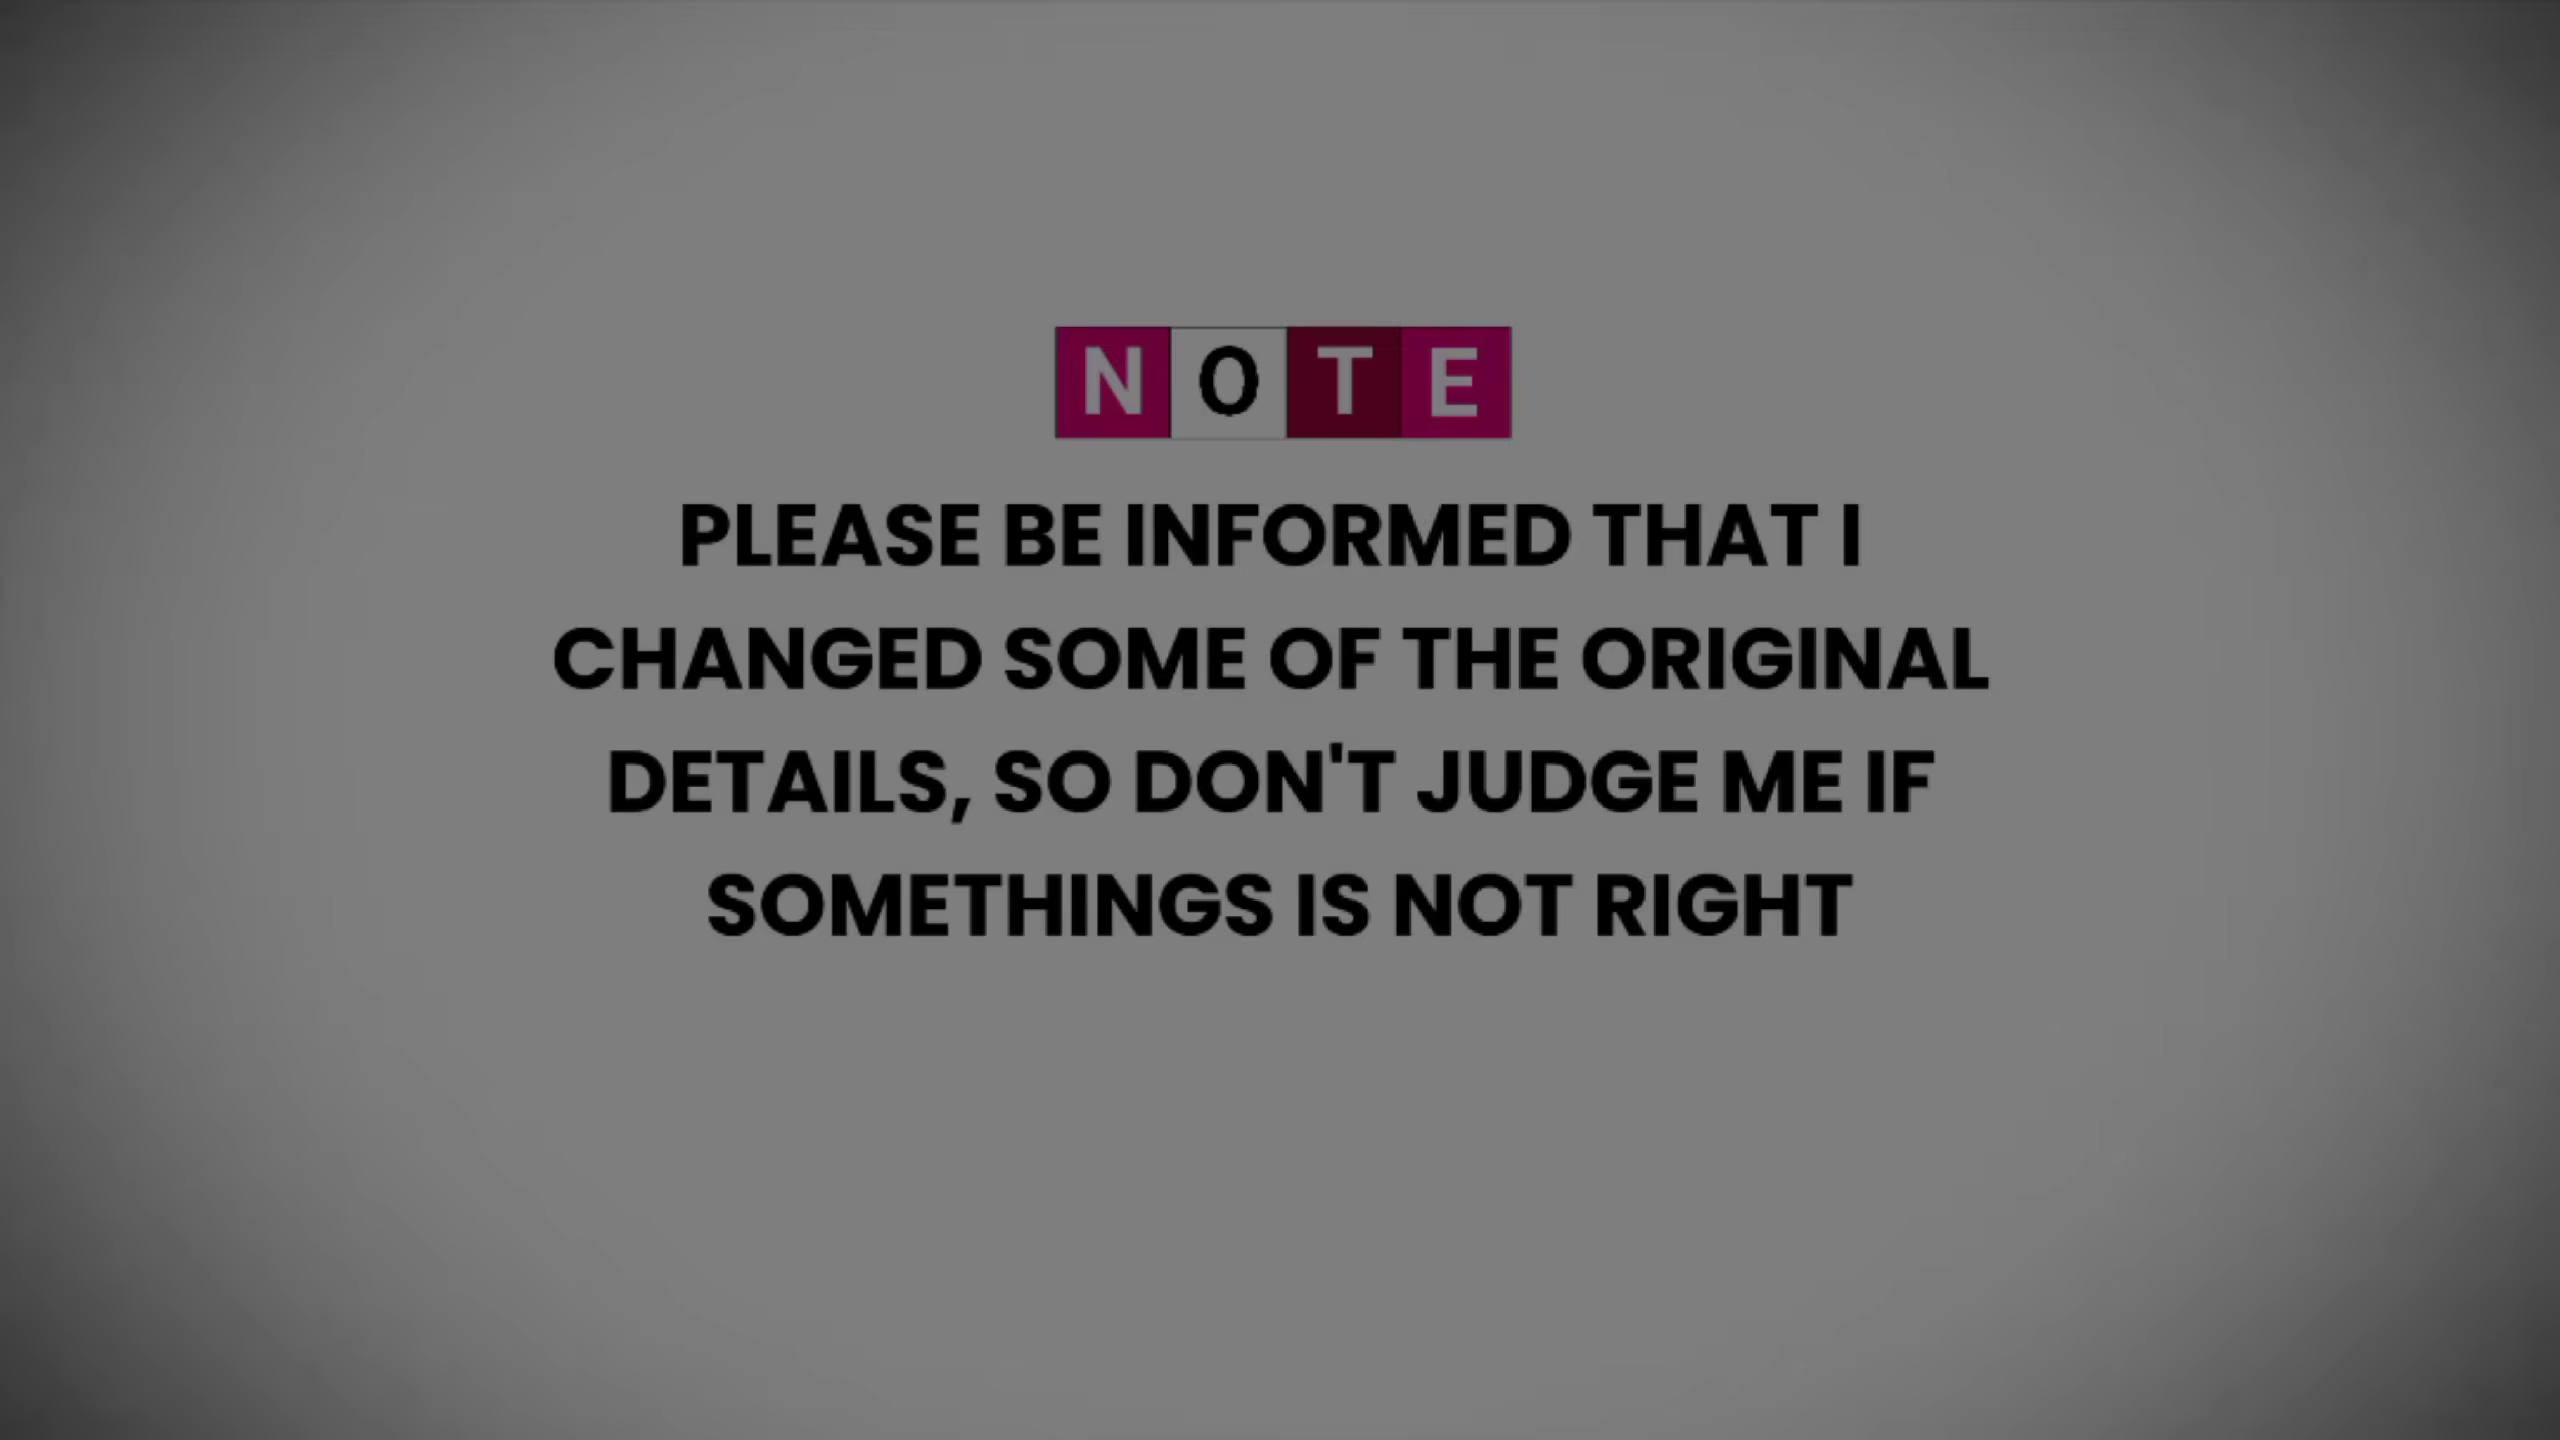 NOTE
PLEASE BE INFORMED THAT I
CHANGED SOME OF THE ORIGINAL
DETAILS, SO DON'T JUDGE ME IF
SOMETHINGS IS NOT RIGHT